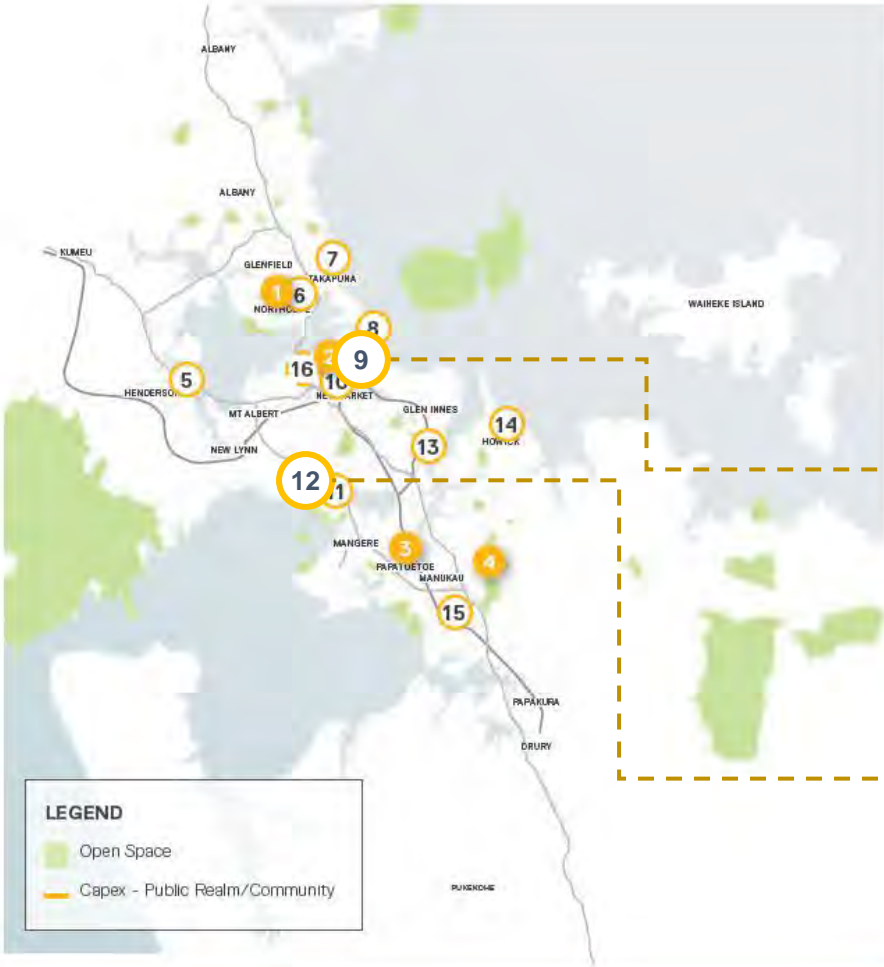 ALBANY
ALBANY
KUMEU
7
GLENFIELD
TAKAPUNA
1 6
WAIHEKE ISLAND
8
2 9
16
10
5
HENDERSON
MT ALBERT
GLEN INNES
14
HOWICK
13
NEW LYNN
12
11
MANGERE
3
PAPATOETOE
4
MANUKAU
15
PAPAKURA
DRURY
LEGEND
Open Space
Capex - Public Realm/Community
PUKEKOHE